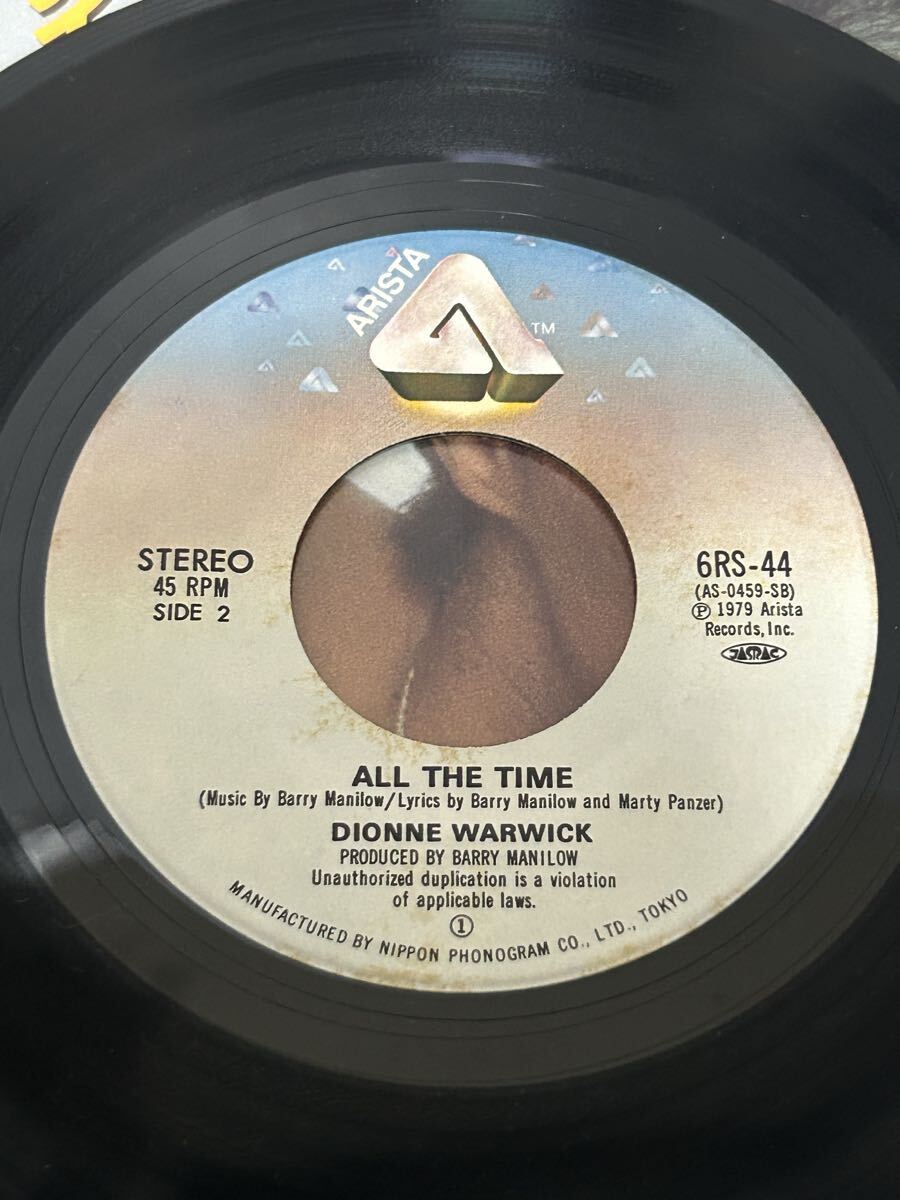 ARISTA
TM
STEREO
45 RPM
SIDE 2
6RS-44
(AS-0459-SB)
Ⓟ 1979 Arista
Records, Inc.
JASRAC
ALL THE TIME
(Music By Barry Manilow/Lyrics by Barry Manilow and Marty Panzer)
DIONNE WARWICK
PRODUCED BY BARRY MANILOW
Unauthorized duplication is a violation
of applicable laws.
①
MANUFACTURED BY NIPPON PHONOGRAM CO., LTD., TOKYO